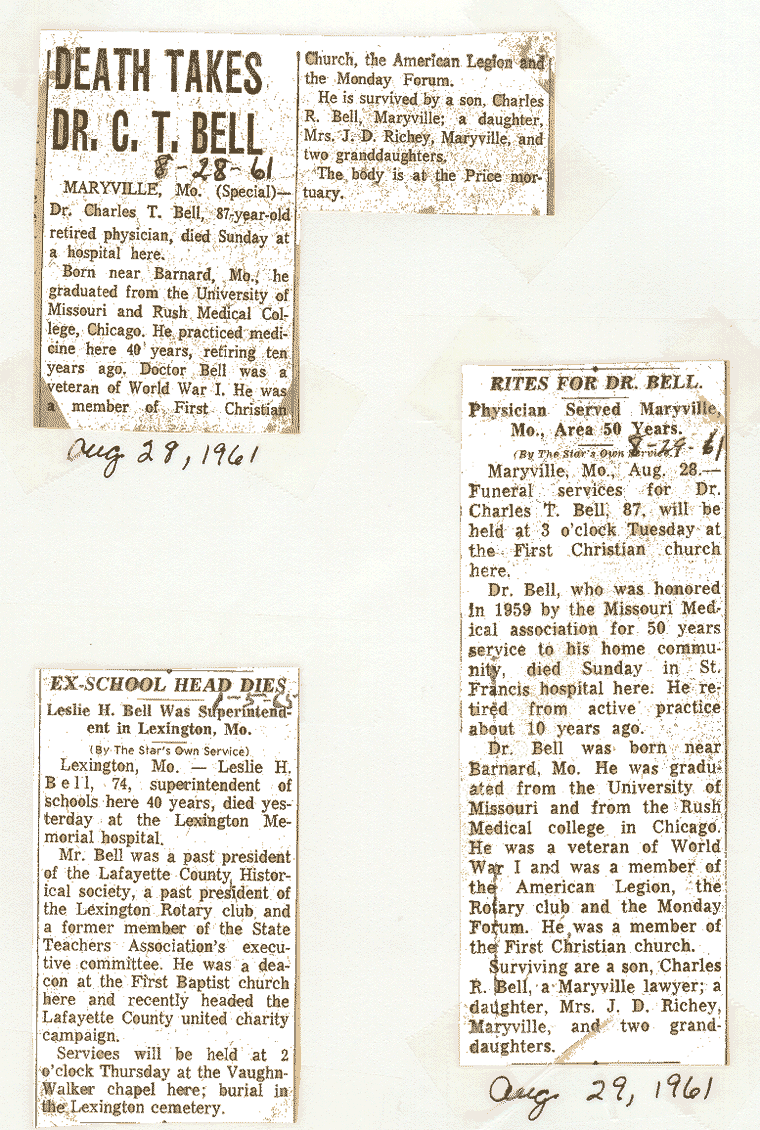 DEATH TAKES
DR. C. T. BELL
8-28-61
MARYVILLE, Mo. (Special)—
Dr. Charles T. Bell, 87-year-old
retired physician, died Sunday at
a hospital here.
Born near Barnard, Mo., he
graduated from the University of
Missouri and Rush Medical Col-
lege, Chicago. He practiced medi-
cine here 40 years, retiring ten
years ago. Doctor Bell was a
veteran of World War I. He was
a member of First Christian
Church, the American Legion and
the Monday Forum.
He is survived by a son, Charles
R. Bell, Maryville; a daughter,
Mrs. J. D. Richey, Maryville, and
two granddaughters.
The body is at the Price mor-
tuary.
Aug 28, 1961
EX-SCHOOL HEAD DIES
Leslie H. Bell Was Superintend-
ent in Lexington, Mo.
(By The Star's Own Service)
Lexington, Mo. — Leslie H.
Bell, 74, superintendent of
schools here 40 years, died yes-
terday at the Lexington Me-
morial hospital.
Mr. Bell was a past president
of the Lafayette County Histor-
ical society, a past president of
the Lexington Rotary club and
a former member of the State
Teachers Association's execu-
tive committee. He was a dea-
con at the First Baptist church
here and recently headed the
Lafayette County united charity
campaign.
Services will be held at 2
o'clock Thursday at the Vaughn-
Walker chapel here; burial in
the Lexington cemetery.
RITES FOR DR. BELL.
Physician Served Maryville,
Mo., Area 50 Years.
8-29-61
(By The Star's Own Service.)
Maryville, Mo., Aug. 28.—
Funeral services for Dr.
Charles T. Bell, 87, will be
held at 3 o'clock Tuesday at
the First Christian church
here.
Dr. Bell, who was honored
in 1959 by the Missouri Med-
ical association for 50 years
service to his home commu-
nity, died Sunday in St.
Francis hospital here. He re-
tired from active practice
about 10 years ago.
Dr. Bell was born near
Barnard, Mo. He was gradu-
ated from the University of
Missouri and from the Rush
Medical college in Chicago.
He was a veteran of World
War I and was a member of
the American Legion, the
Rotary club and the Monday
Forum. He was a member of
the First Christian church.
Surviving are a son, Charles
R. Bell, a Maryville lawyer; a
daughter, Mrs. J. D. Richey,
Maryville, and two grand-
daughters.
Aug 29, 1961